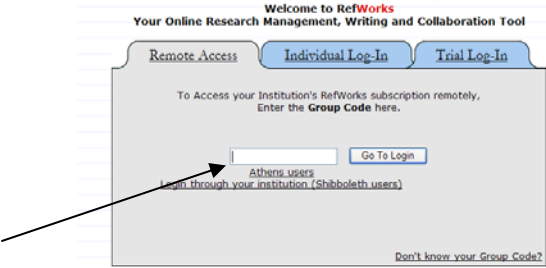 Welcome to RefWorks
Your Online Research Management, Writing and Collaboration Tool
Remote Access
Individual Log-In
Trial Log-In
To Access your Institution's RefWorks subscription remotely,
Enter the Group Code here.
Go To Login
Athens users
Login through your institution (Shibboleth users)
Don't know your Group Code?